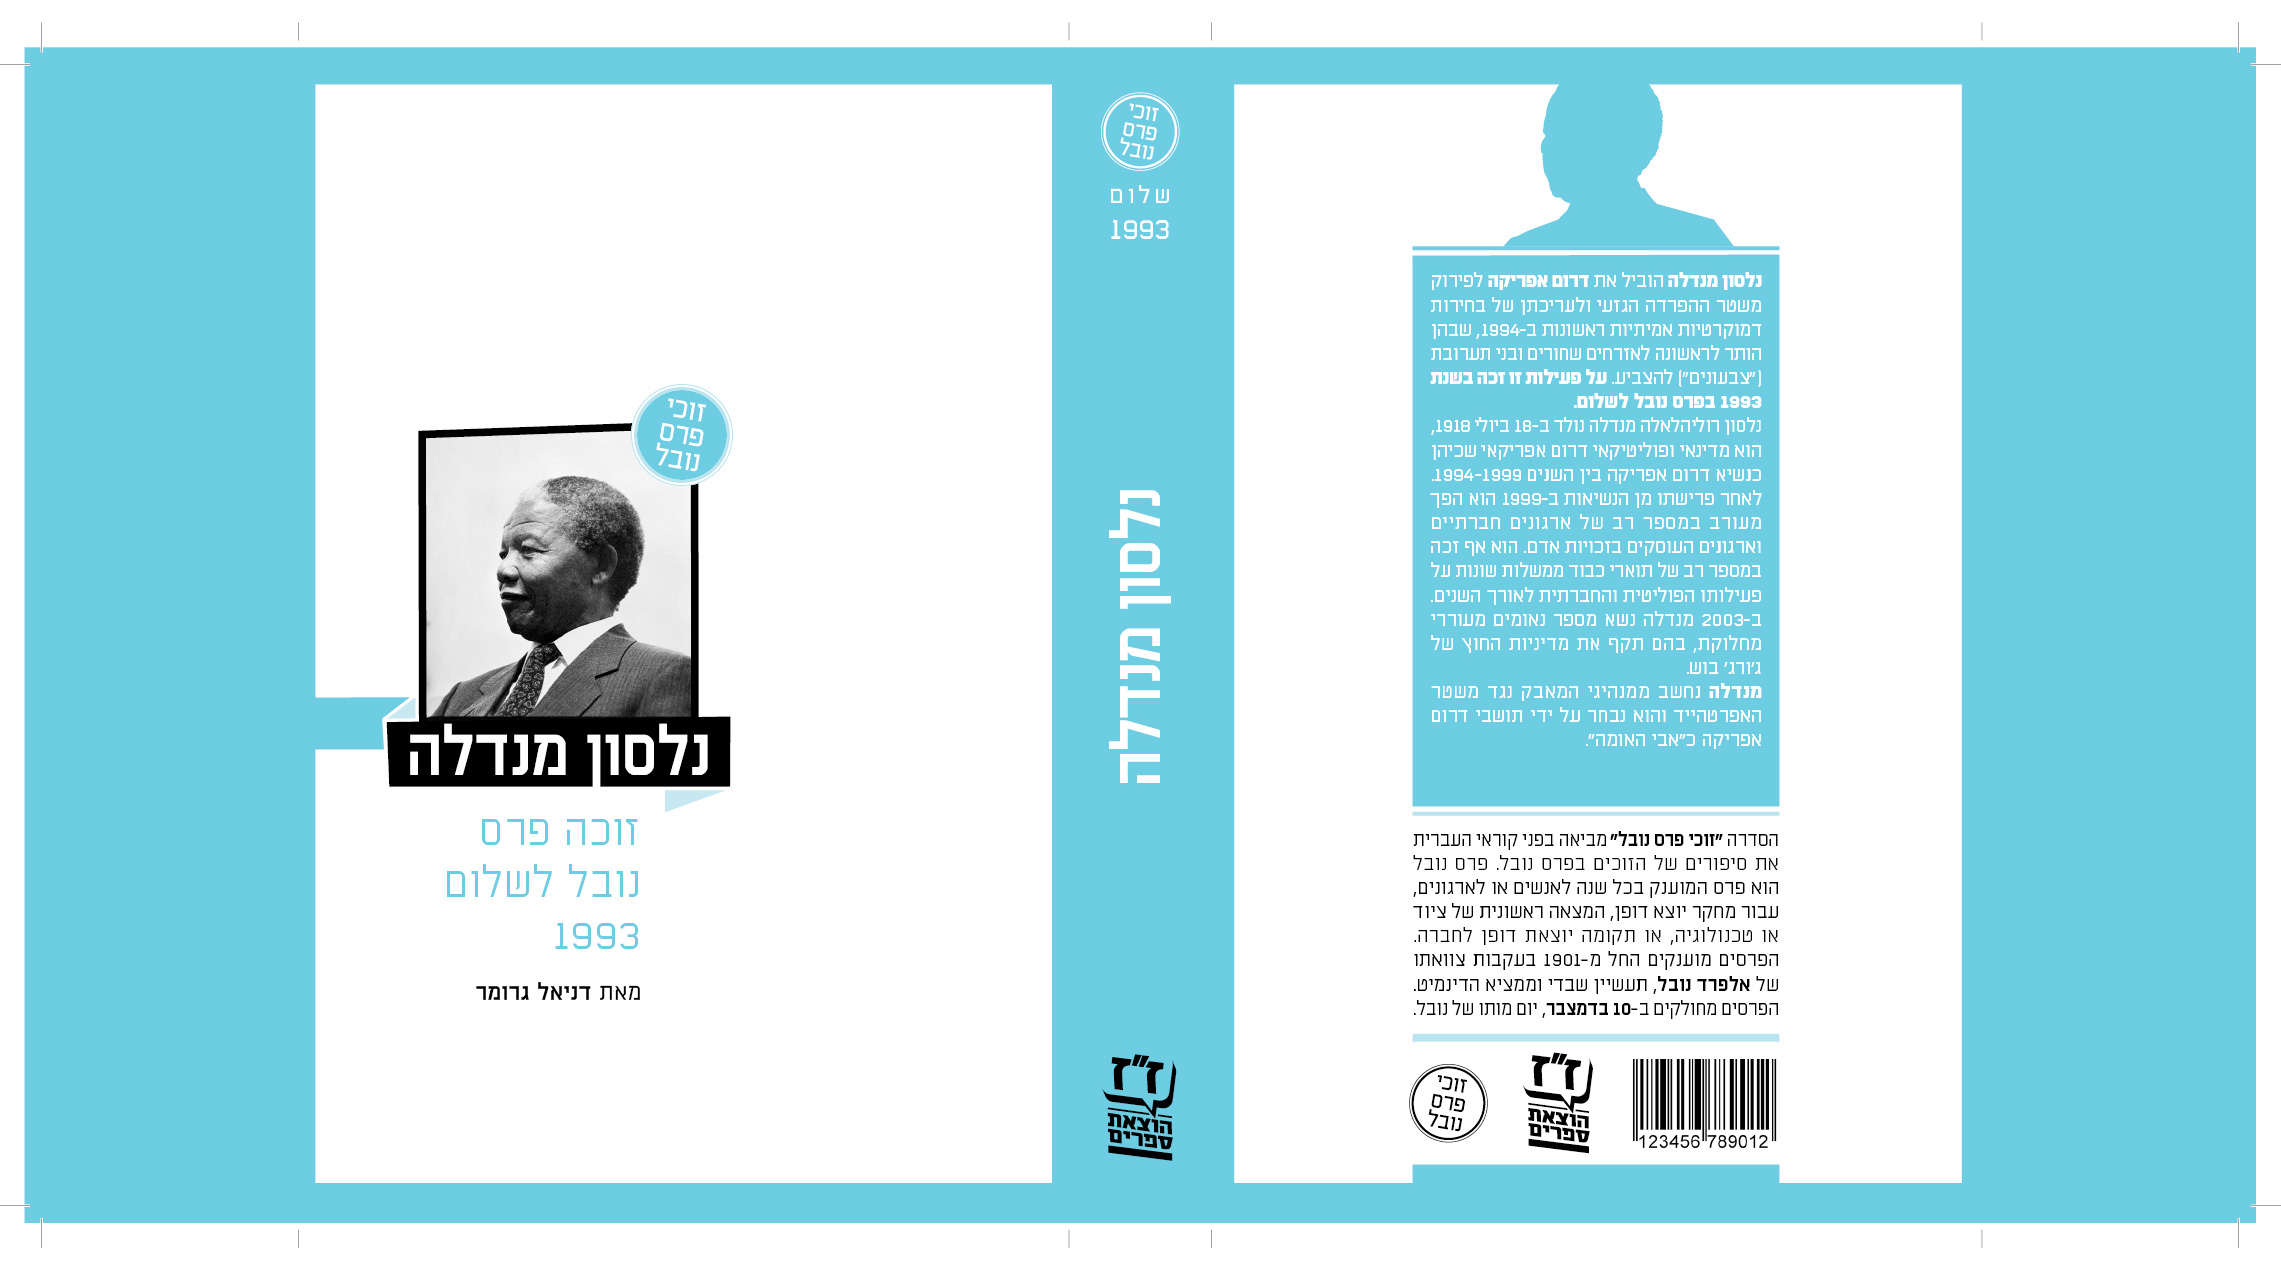 זוכי
פרס
נובל
נלסון מנדלה
זוכה פרס
נובל לשלום
1993
מאת דניאל גרומר
זוכי
פרס
נובל
שלום
1993
נלסון מנדלה
ז"ז
הוצאת
ספרים
נלסון מנדלה הוביל את דרום אפריקה לפירוק
משטר ההפרדה הגזעי ולעריכתן של בחירות
דמוקרטיות אמיתיות ראשונות ב-1994, שבהן
הותר לראשונה לאזרחים שחורים ובני תערובת
("צבעונים") להצביע. על פעילות זו זכה בשנת
1993 בפרס נובל לשלום.
נלסון רוליהלאלה מנדלה נולד ב-18 ביולי 1918,
הוא מדינאי ופוליטיקאי דרום אפריקאי שכיהן
כנשיא דרום אפריקה בין השנים 1994-1999.
לאחר פרישתו מן הנשיאות ב-1999 הוא הפך
מעורב במספר רב של ארגונים חברתיים
וארגונים העוסקים בזכויות אדם. הוא אף זכה
במספר רב של תוארי כבוד ממשלות שונות על
פעילותו הפוליטית והחברתית לאורך השנים.
ב-2003 מנדלה נשא מספר נאומים מעוררי
מחלוקת, בהם תקף את מדיניות החוץ של
ג'ורג' בוש.
מנדלה נחשב ממנהיגי המאבק נגד משטר
האפרטהייד והוא נבחר על ידי תושבי דרום
אפריקה כ"אבי האומה".
הסדרה "זוכי פרס נובל" מביאה בפני קוראי העברית
את סיפורים של הזוכים בפרס נובל. פרס נובל
הוא פרס המוענק בכל שנה לאנשים או לארגונים,
עבור מחקר יוצא דופן, המצאה ראשונית של ציוד
או טכנולוגיה, או תקומה יוצאת דופן לחברה.
הפרסים מוענקים החל מ-1901 בעקבות צוואתו
של אלפרד נובל, תעשיין שבדי וממציא הדינמיט.
הפרסים מחולקים ב-10 בדמצבר, יום מותו של נובל.
זוכי
פרס
נובל
ז"ז
הוצאת
ספרים
123456 789012